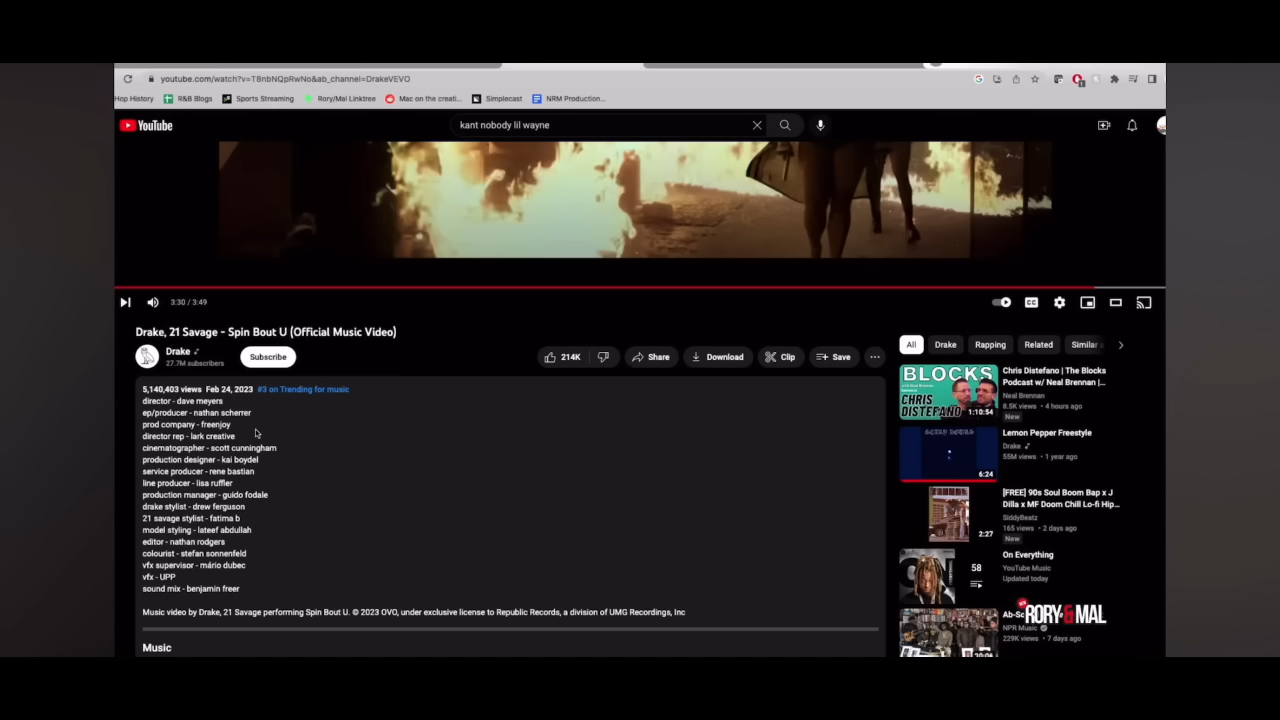 youtube.com/watch?v=T8nbNQpRwNo&ab_channel=DrakeVEVO
Hop History
R&B Blogs
Sports Streaming
Rory/Mal Linktree
Mac on the creati...
Simplecast
NRM Production...
YouTube
kant nobody lil wayne
3:30 / 3:49
Drake, 21 Savage - Spin Bout U (Official Music Video)
Drake
27.7M subscribers
Subscribe
214K
Share
Download
Clip
Save
5,140,403 views Feb 24, 2023 #3 on Trending for music
director - dave meyers
ep/producer - nathan scherrer
prod company - freenjoy
director rep - lark creative
cinematographer - scott cunningham
production designer - kai boydel
service producer - rene bastian
line producer - lisa ruffler
production manager - guido fodale
drake stylist - drew ferguson
21 savage stylist - fatima b
model styling - lateef abdullah
editor - nathan rodgers
colourist - stefan sonnenfeld
vfx supervisor - mário dubec
vfx - UPP
sound mix - benjamin freer
Music video by Drake, 21 Savage performing Spin Bout U. © 2023 OVO, under exclusive license to Republic Records, a division of UMG Recordings, Inc
Music
All
Drake
Rapping
Related
Similar
BLOCKS
CHRIS
DISTEFANO
1:10:54
Chris Distefano | The Blocks
Podcast w/ Neal Brennan |...
Neal Brennan
8.5K views • 4 hours ago
New
6:24
Lemon Pepper Freestyle
Drake
55M views • 1 year ago
2:27
[FREE] 90s Soul Boom Bap x J
Dilla x MF Doom Chill Lo-fi Hip...
SiddyBeatz
165 views • 2 days ago
New
58
On Everything
YouTube Music
Updated today
Ab-S
RORY & MAL
NPR Music
229K views • 7 days ago